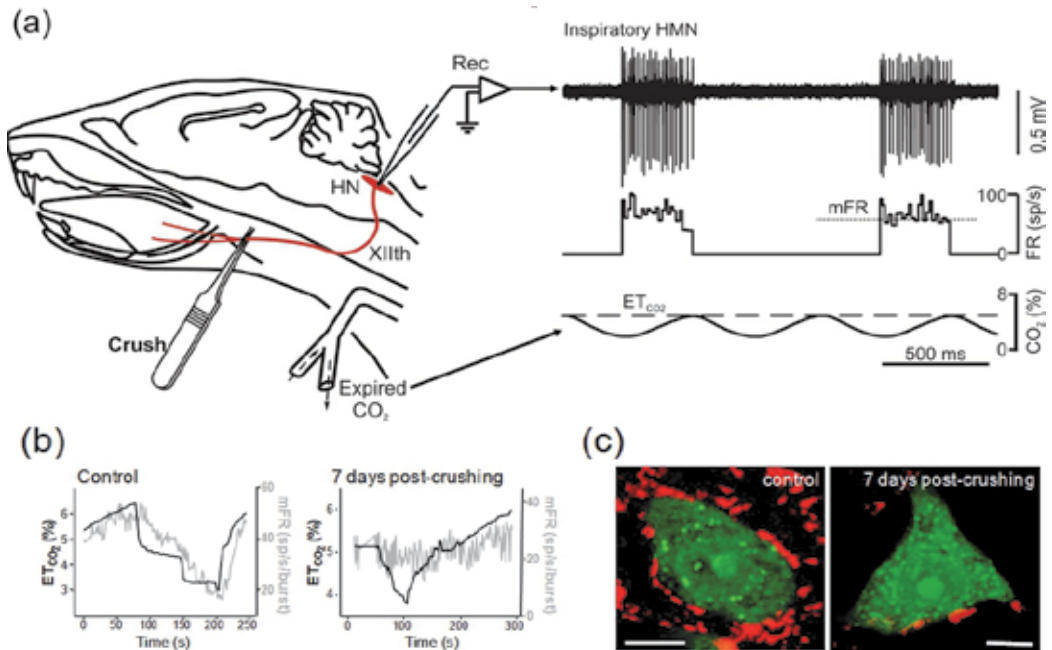 (a)
Inspiratory HMN
Rec
0.5 mV
HN
mFR
100
0
FR (sp/s)
XIIth
ET_CO2
8
0
CO₂ (%)
Crush
500 ms
Expired
CO₂
(b)
(c)
Control
7 days post-crushing
control
7 days post-crushing
6
5
4
3
ET_CO2 (%)
60
40
20
mFR (sp/s/burst)
0 50 100 150 200 250
Time (s)
6
5
4
ET_CO2 (%)
40
20
0
mFR (sp/s/burst)
0 100 200 300
Time (s)